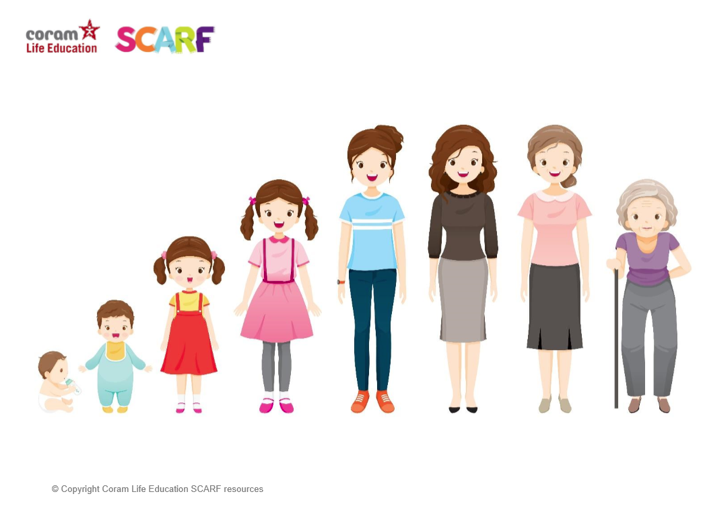 coram
Life Education
SCARF
© Copyright Coram Life Education SCARF resources